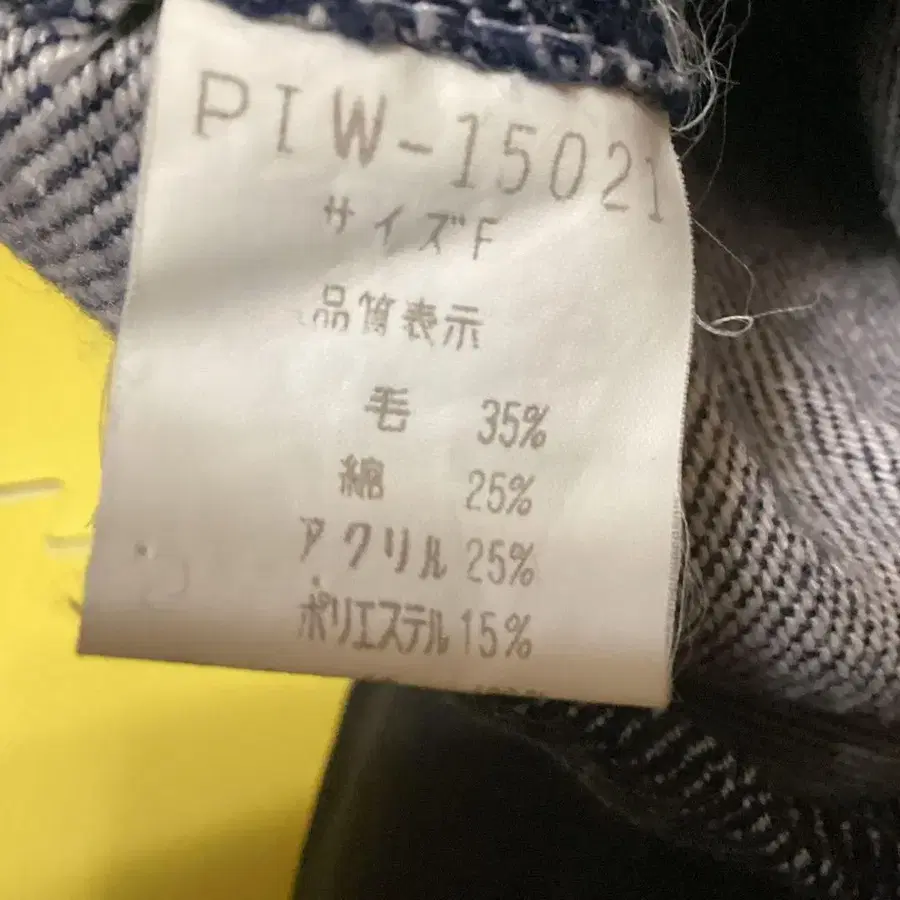 PIW-15021
サイズF
品質表示
毛 35%
綿 25%
アクリル 25%
ポリエステル 15%